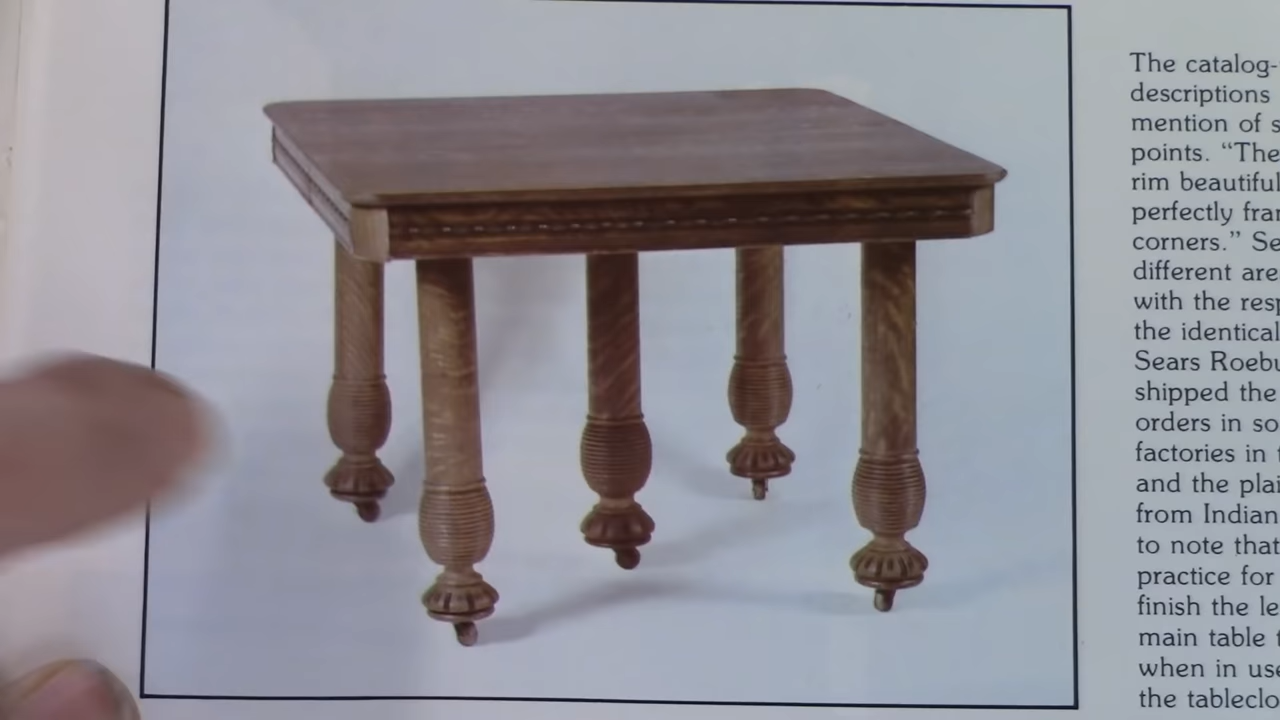 The catalog-
descriptions
mention of s
points. “The
rim beautiful
perfectly fra
corners.” Se
different are
with the resp
the identical
Sears Roebu
shipped the
orders in so
factories in t
and the plai
from Indian
to note that
practice for
finish the le
main table t
when in use
the tableclo